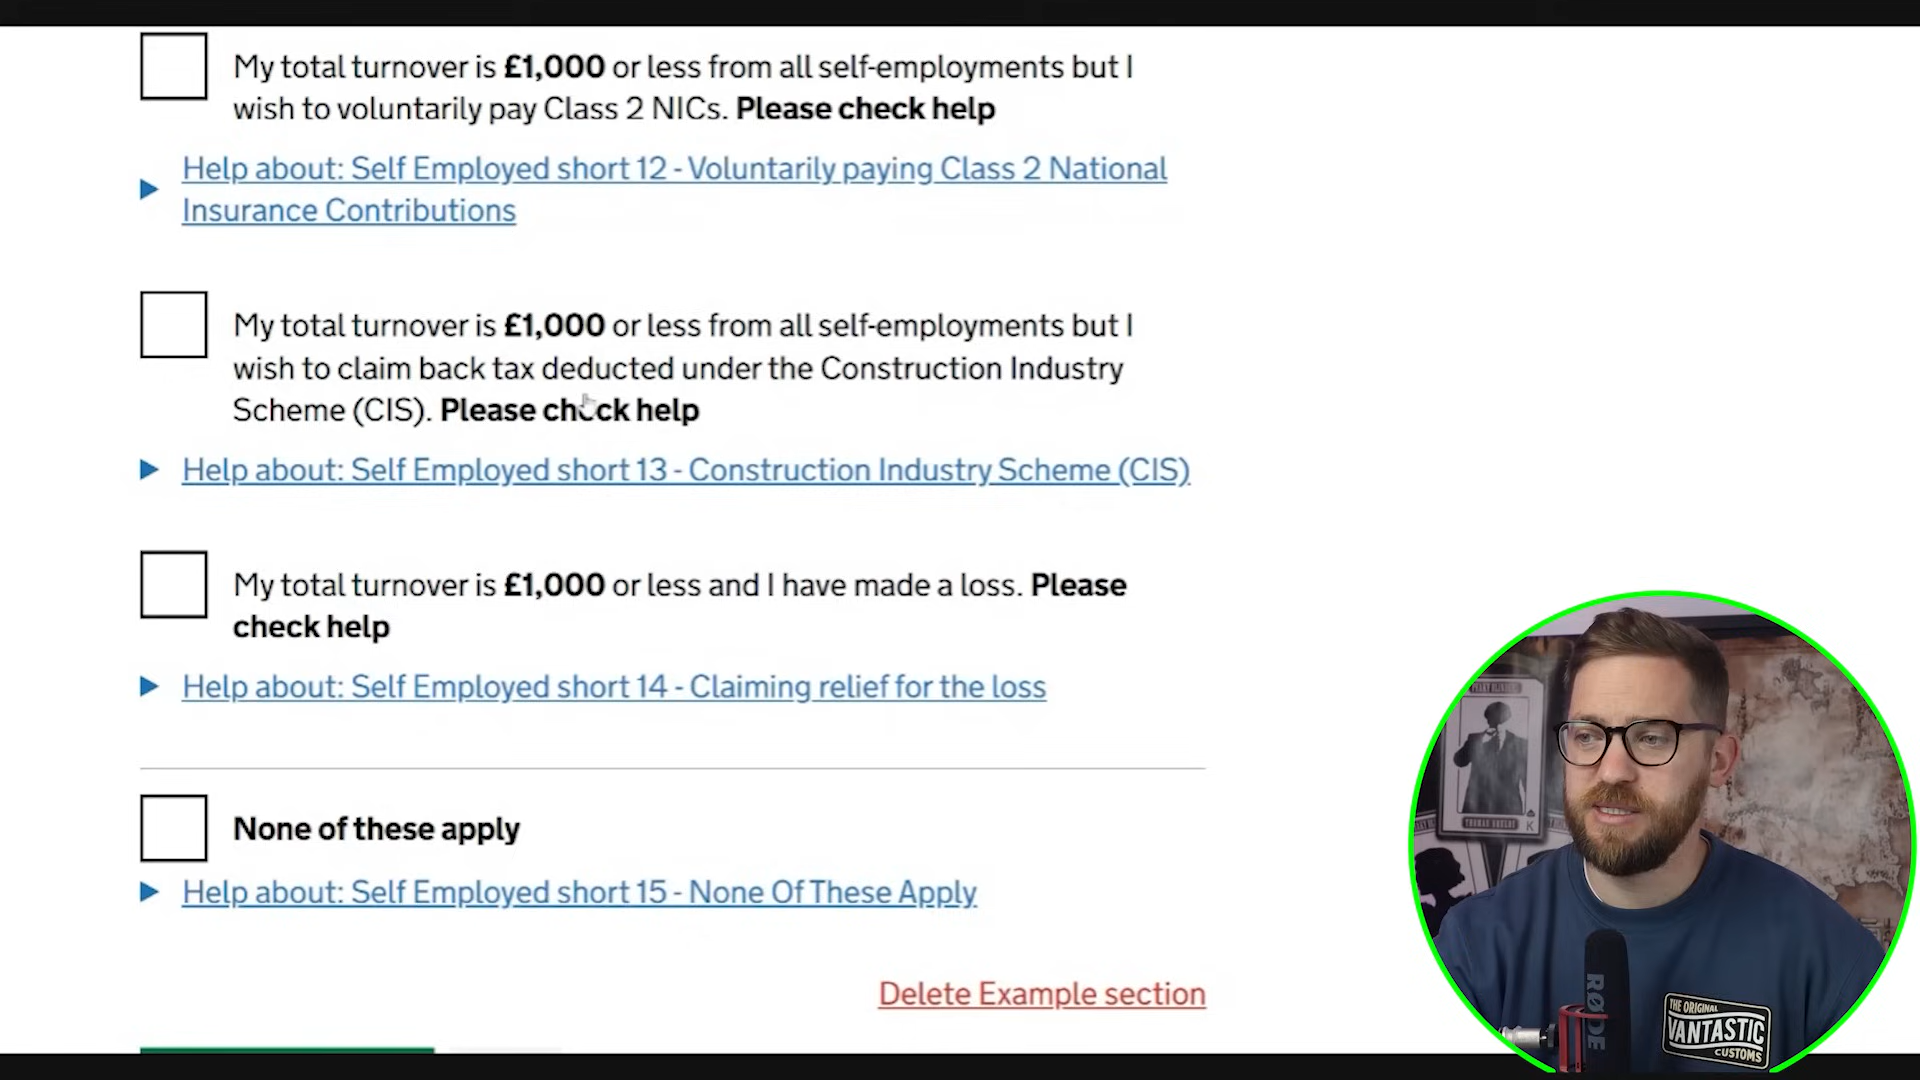 My total turnover is £1,000 or less from all self-employments but I
wish to voluntarily pay Class 2 NICs. Please check help
Help about: Self Employed short 12 - Voluntarily paying Class 2 National
Insurance Contributions
My total turnover is £1,000 or less from all self-employments but I
wish to claim back tax deducted under the Construction Industry
Scheme (CIS). Please check help
Help about: Self Employed short 13 - Construction Industry Scheme (CIS)
My total turnover is £1,000 or less and I have made a loss. Please
check help
Help about: Self Employed short 14 - Claiming relief for the loss
None of these apply
Help about: Self Employed short 15 - None Of These Apply
Delete Example section
PEAKY BLINDERS
THOMAS SHELBY
K
RØDE
THE ORIGINAL
VANTASTIC
CUSTOMS